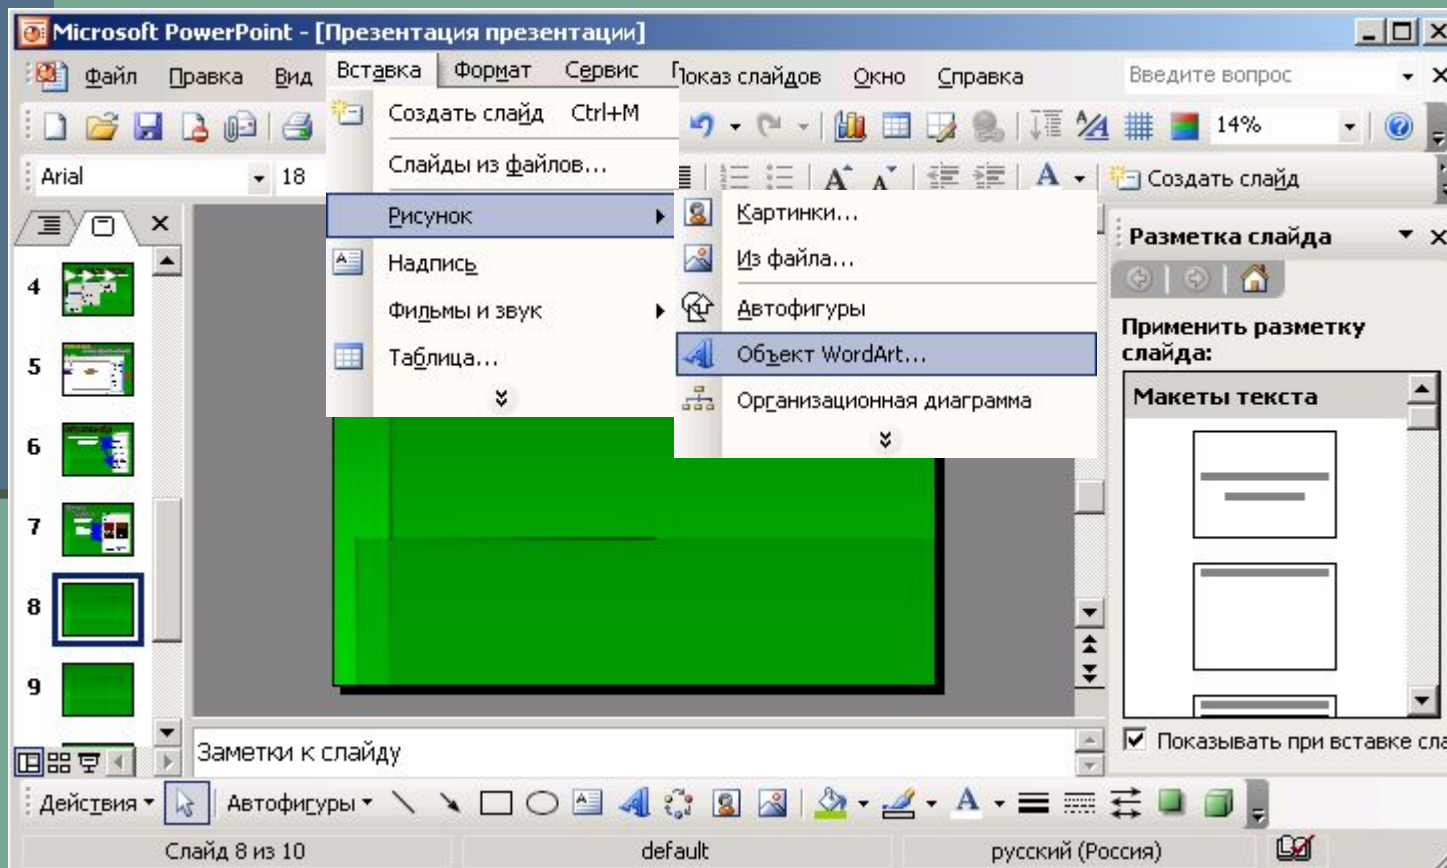 Microsoft PowerPoint - [Презентация презентации]
Файл Правка Вид Вставка Формат Сервис Показ слайдов Окно Справка Введите вопрос
14%
Arial 18 Создать слайд
Создать слайд Ctrl+M
Слайды из файлов...
Рисунок
Надпись
Фильмы и звук
Таблица...
Картинки...
Из файла...
Автофигуры
Объект WordArt...
Организационная диаграмма
4
5
6
7
8
9
Разметка слайда
Применить разметку
слайда:
Макеты текста
Показывать при вставке сла
Заметки к слайду
Действия Автофигуры
Слайд 8 из 10 default русский (Россия)